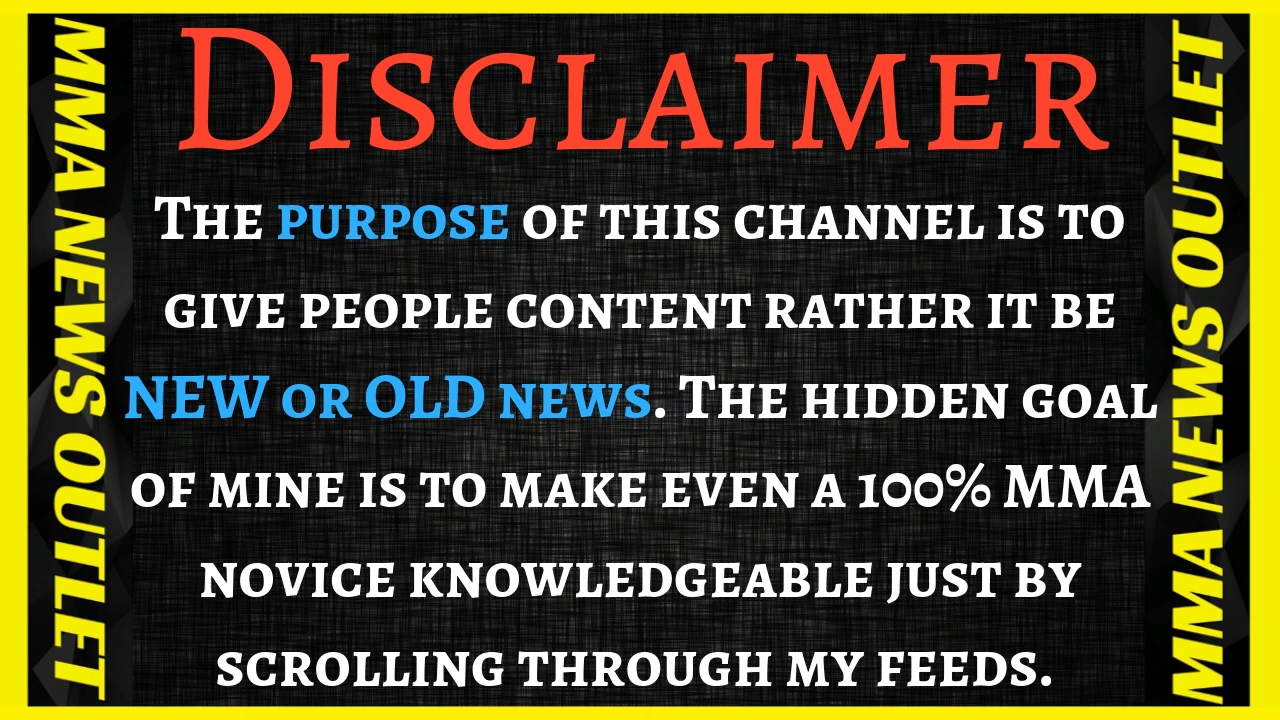 MMA NEWS OUTLET
DISCLAIMER
THE PURPOSE OF THIS CHANNEL IS TO
GIVE PEOPLE CONTENT RATHER IT BE
NEW OR OLD NEWS. THE HIDDEN GOAL
OF MINE IS TO MAKE EVEN A 100% MMA
NOVICE KNOWLEDGEABLE JUST BY
SCROLLING THROUGH MY FEEDS.
MMA NEWS OUTLET